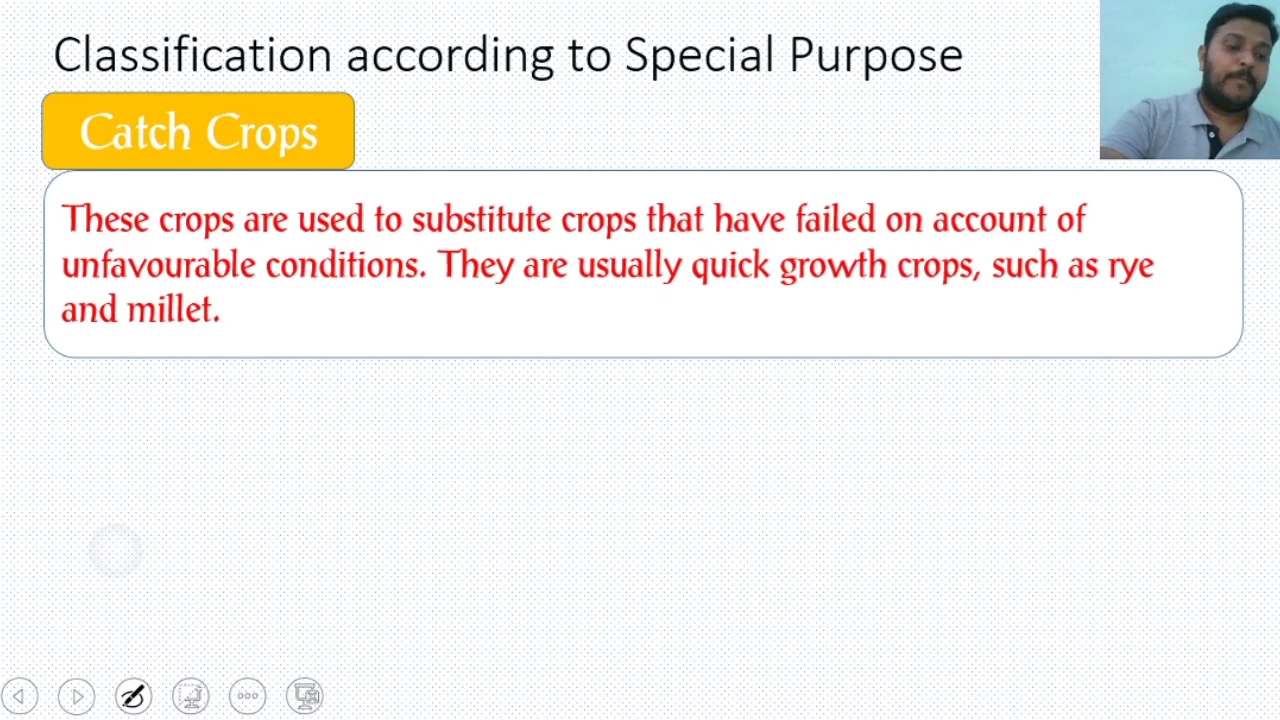 Classification according to Special Purpose
Catch Crops
These crops are used to substitute crops that have failed on account of
unfavourable conditions. They are usually quick growth crops, such as rye
and millet.